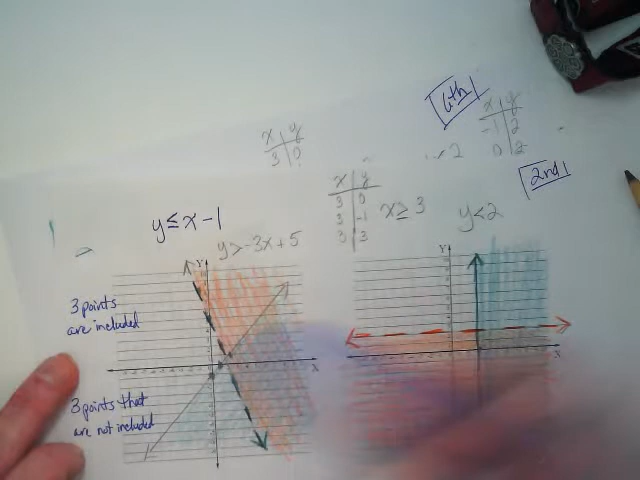 6th
x y
-1 2
0 2
x y
3 0
2nd
x y
3 0
3 -1
3 3
x ≥ 3
y < 2
y ≤ x - 1
y > -3x + 5
3 points
are included
3 points that
are not included
Y
X
Y
X